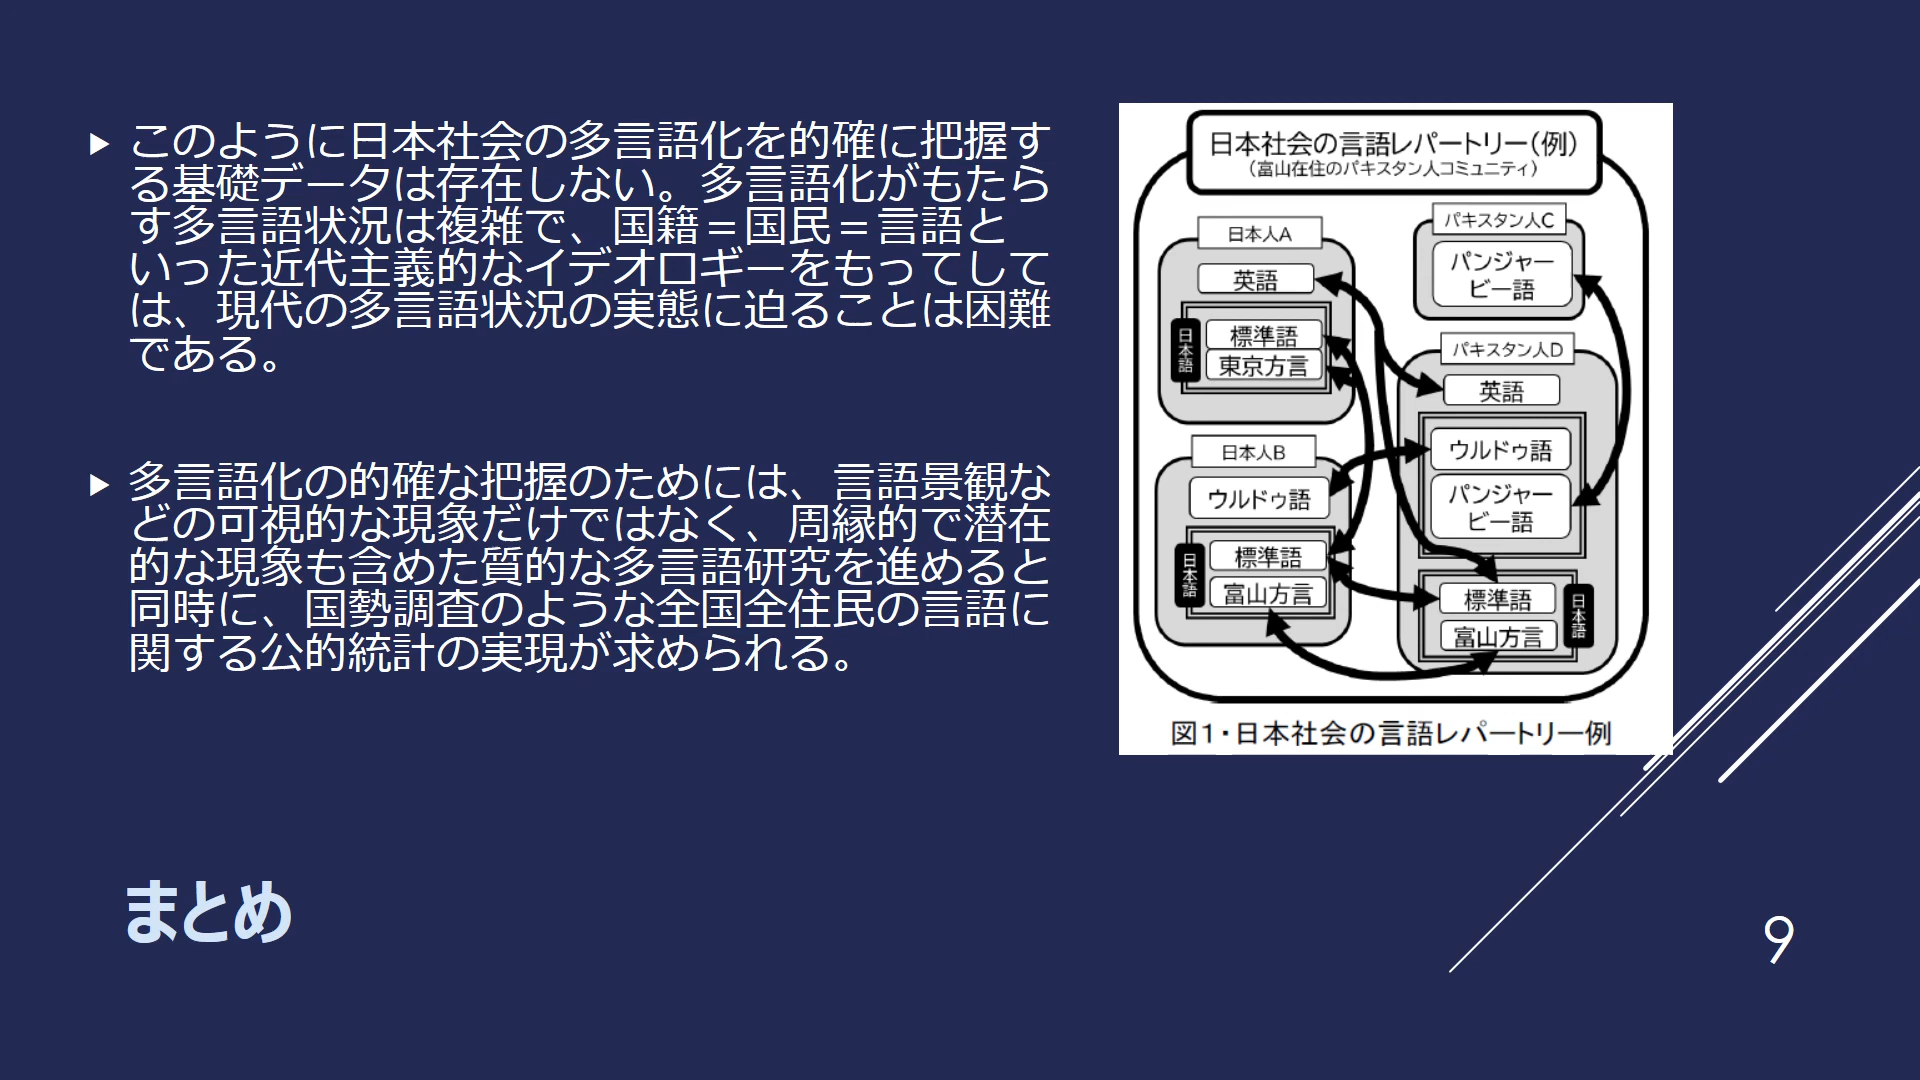 このように日本社会の多言語化を的確に把握す
る基礎データは存在しない。多言語化がもたら
す多言語状況は複雑で、国籍＝国民＝言語と
いった近代主義的なイデオロギーをもってして
は、現代の多言語状況の実態に迫ることは困難
である。
多言語化の的確な把握のためには、言語景観な
どの可視的な現象だけではなく、周縁的で潜在
的な現象も含めた質的な多言語研究を進めると
同時に、国勢調査のような全国全住民の言語に
関する公的統計の実現が求められる。
日本社会の言語レパートリー（例）
（富山在住のパキスタン人コミュニティ）
日本人A
英語
日本語
標準語
東京方言
日本人B
ウルドゥ語
日本語
標準語
富山方言
パキスタン人C
パンジャー
ビー語
パキスタン人D
英語
ウルドゥ語
パンジャー
ビー語
標準語
富山方言
日本語
図1・日本社会の言語レパートリー例
まとめ
9